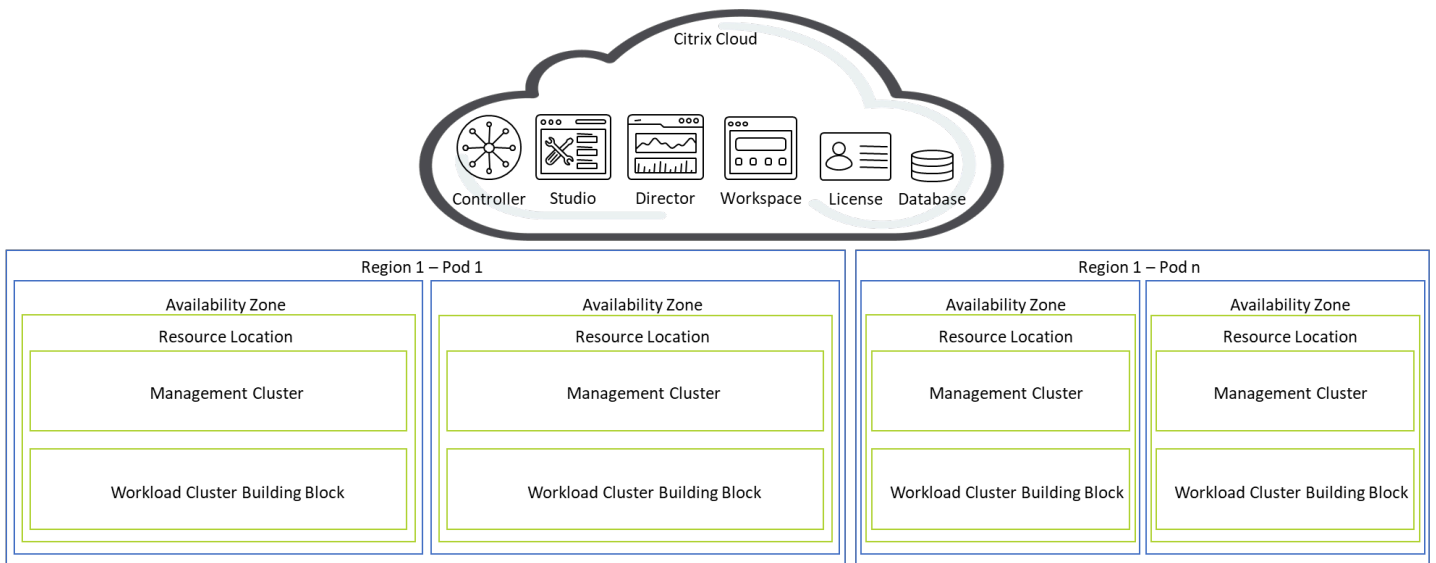 Citrix Cloud
Controller Studio Director Workspace License Database
Region 1 – Pod 1 Region 1 – Pod n
Availability Zone Availability Zone Availability Zone Availability Zone
Resource Location Resource Location Resource Location Resource Location
Management Cluster Management Cluster Management Cluster Management Cluster
Workload Cluster Building Block Workload Cluster Building Block Workload Cluster Building Block Workload Cluster Building Block